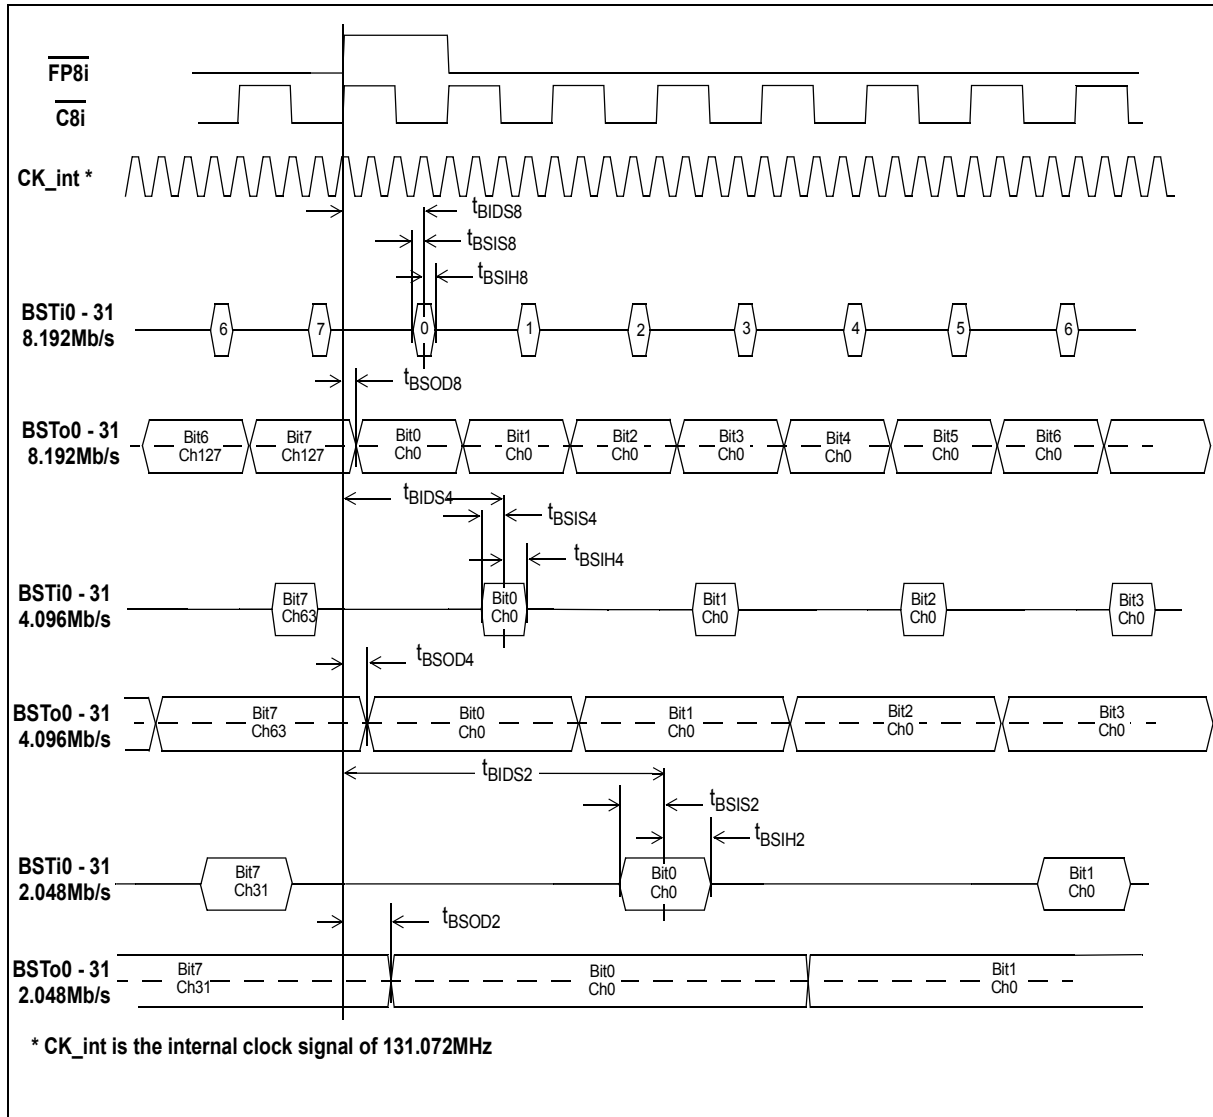 FP8i
C8i
CK_int *
tBIDS8
tBSIS8
tBSIH8
BSTi0 - 31
8.192Mb/s
6 7 0 1 2 3 4 5 6
tBSOD8
BSTo0 - 31
8.192Mb/s
Bit6 Bit7 Bit0 Bit1 Bit2 Bit3 Bit4 Bit5 Bit6
Ch127 Ch127 Ch0 Ch0 Ch0 Ch0 Ch0 Ch0 Ch0
tBIDS4
tBSIS4
tBSIH4
BSTi0 - 31
4.096Mb/s
Bit7 Bit0 Bit1 Bit2 Bit3
Ch63 Ch0 Ch0 Ch0 Ch0
tBSOD4
BSTo0 - 31
4.096Mb/s
Bit7 Bit0 Bit1 Bit2 Bit3
Ch63 Ch0 Ch0 Ch0 Ch0
tBIDS2
tBSIS2
tBSIH2
BSTi0 - 31
2.048Mb/s
Bit7 Bit0 Bit1
Ch31 Ch0 Ch0
tBSOD2
BSTo0 - 31
2.048Mb/s
Bit7 Bit0 Bit1
Ch31 Ch0 Ch0
* CK_int is the internal clock signal of 131.072MHz